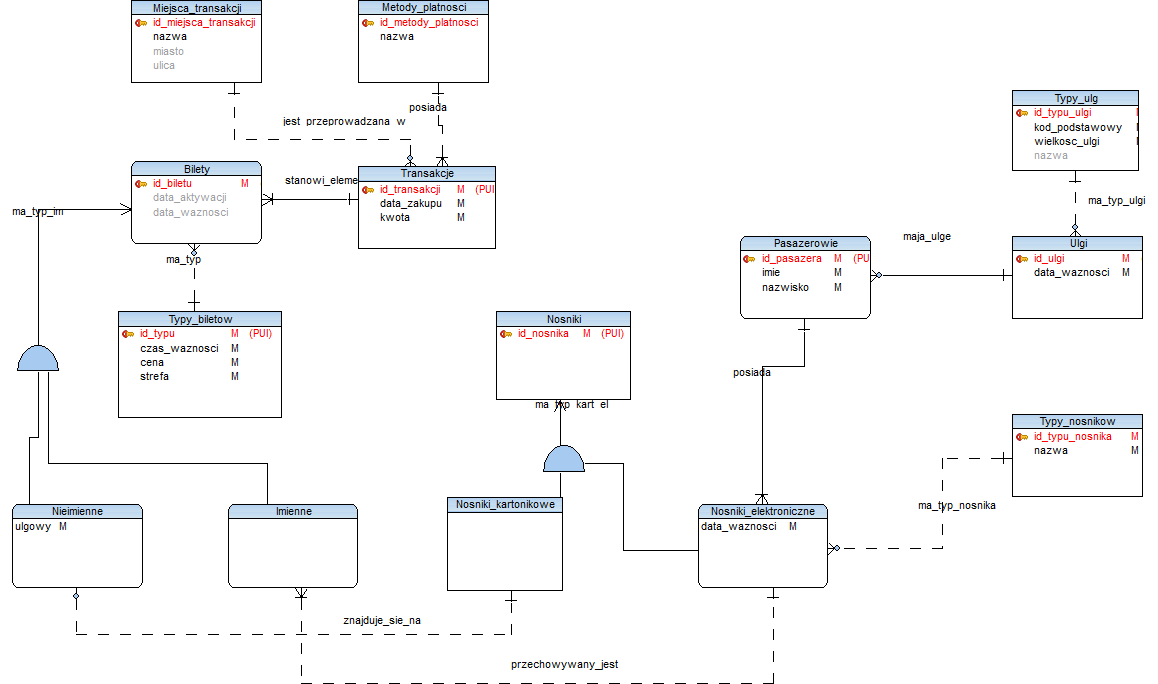 Miejsca_transakcji
id_miejsca_transakcji
nazwa
miasto
ulica
Metody_platnosci
id_metody_platnosci
nazwa
posiada
jest_przeprowadzana_w
Typy_ulg
id_typu_ulgi
kod_podstawowy
wielkosc_ulgi
nazwa
ma_typ_ulgi
Bilety
id_biletu M
data_aktywacji
data_waznosci
stanowi_eleme
Transakcje
id_transakcji M (PUI
data_zakupu M
kwota M
ma_typ_im
ma_typ
Pasazerowie
id_pasazera M (PU
imie M
nazwisko M
maja_ulge
Ulgi
id_ulgi M
data_waznosci M
Typy_biletow
id_typu M (PUI)
czas_waznosci M
cena M
strefa M
Nosniki
id_nosnika M (PUI)
ma_typ_kart_el
posiada
Typy_nosnikow
id_typu_nosnika M
nazwa M
ma_typ_nosnika
Nieimienne
ulgowy M
Imienne
Nosniki_kartonikowe
Nosniki_elektroniczne
data_waznosci M
znajduje_sie_na
przechowywany_jest